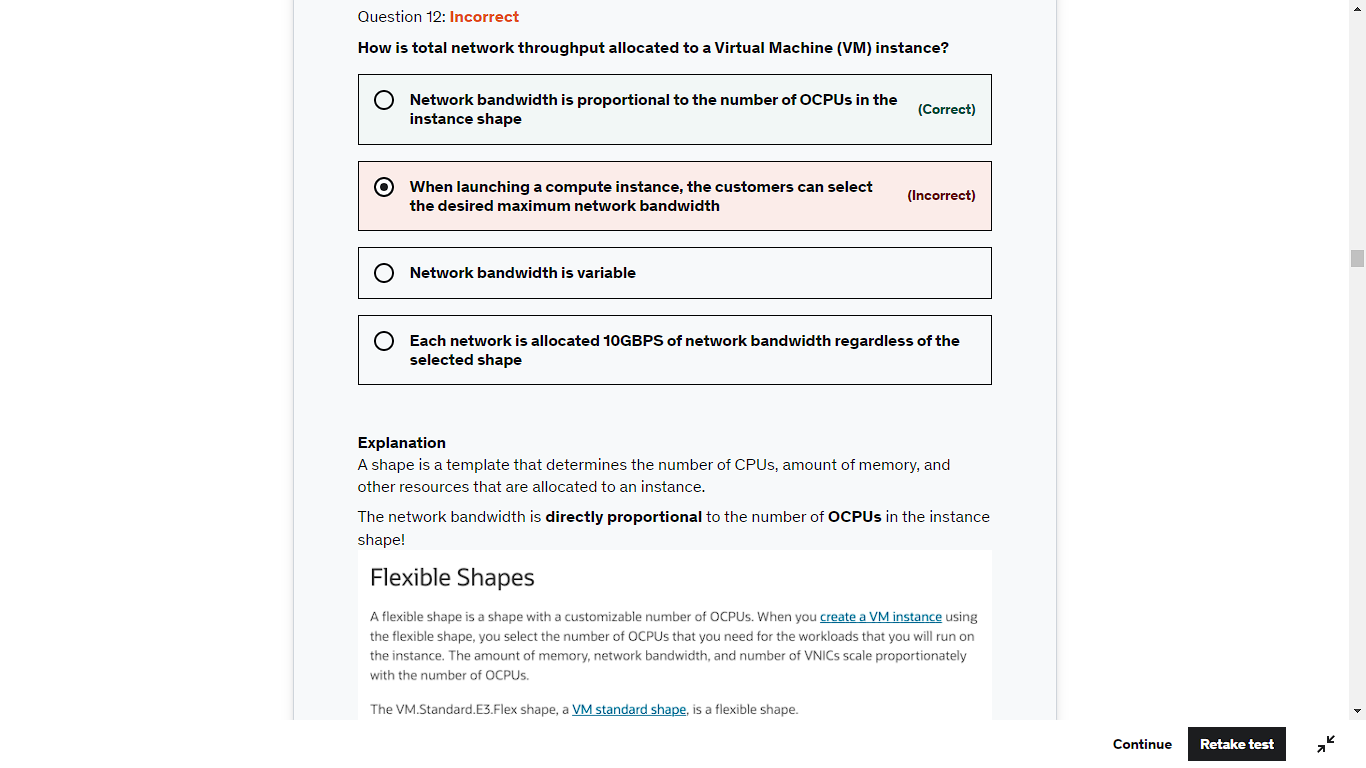 Question 12: Incorrect
How is total network throughput allocated to a Virtual Machine (VM) instance?
Network bandwidth is proportional to the number of OCPUs in the
instance shape
(Correct)
When launching a compute instance, the customers can select
the desired maximum network bandwidth
(Incorrect)
Network bandwidth is variable
Each network is allocated 10GBPS of network bandwidth regardless of the
selected shape
Explanation
A shape is a template that determines the number of CPUs, amount of memory, and
other resources that are allocated to an instance.
The network bandwidth is directly proportional to the number of OCPUs in the instance
shape!
Flexible Shapes
A flexible shape is a shape with a customizable number of OCPUs. When you create a VM instance using
the flexible shape, you select the number of OCPUs that you need for the workloads that you will run on
the instance. The amount of memory, network bandwidth, and number of VNICs scale proportionately
with the number of OCPUs.
The VM.Standard.E3.Flex shape, a VM standard shape, is a flexible shape.
Continue
Retake test